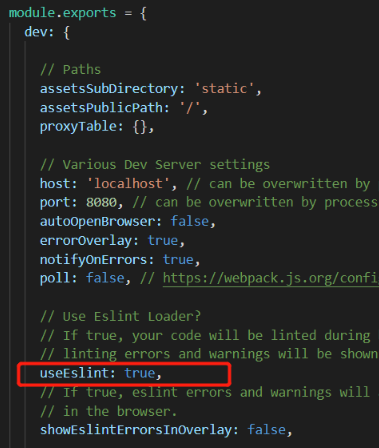 module.exports = {
dev: {
// Paths
assetsSubDirectory: 'static',
assetsPublicPath: '/',
proxyTable: {},
// Various Dev Server settings
host: 'localhost', // can be overwritten by
port: 8080, // can be overwritten by process
autoOpenBrowser: false,
errorOverlay: true,
notifyOnErrors: true,
poll: false, // https://webpack.js.org/confi
// Use Eslint Loader?
// If true, your code will be linted during
// linting errors and warnings will be shown
useEslint: true,
// If true, eslint errors and warnings will
// in the browser.
showEslintErrorsInOverlay: false,